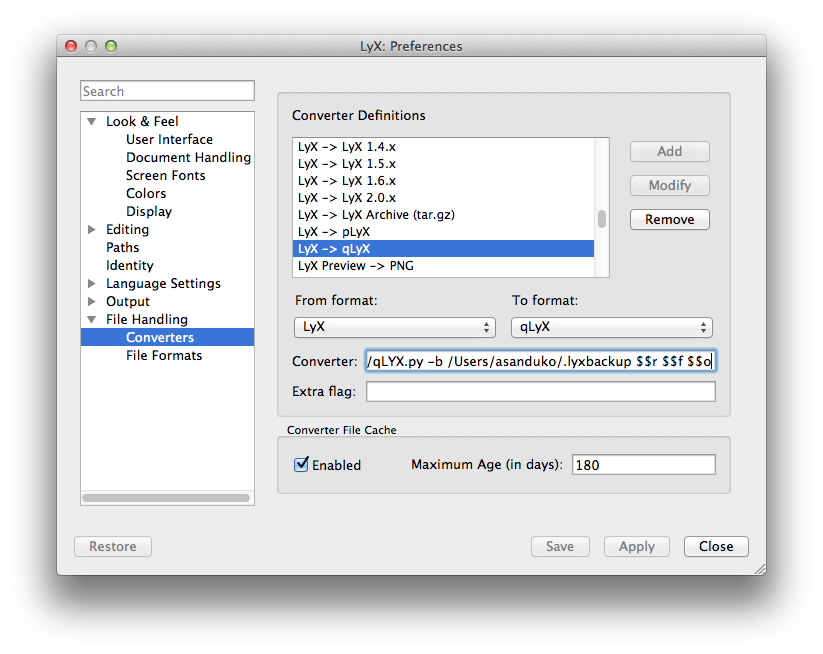 LyX: Preferences
Search
Look & Feel
User Interface
Document Handling
Screen Fonts
Colors
Display
Editing
Paths
Identity
Language Settings
Output
File Handling
Converters
File Formats
Converter Definitions
LyX -> LyX 1.4.x
LyX -> LyX 1.5.x
LyX -> LyX 1.6.x
LyX -> LyX 2.0.x
LyX -> LyX Archive (tar.gz)
LyX -> pLyX
LyX -> qLyX
LyX Preview -> PNG
Add
Modify
Remove
From format: To format:
LyX qLyX
Converter: /qLYX.py -b /Users/asanduko/.lyxbackup $$r $$f $$o
Extra flag:
Converter File Cache
Enabled Maximum Age (in days): 180
Restore Save Apply Close